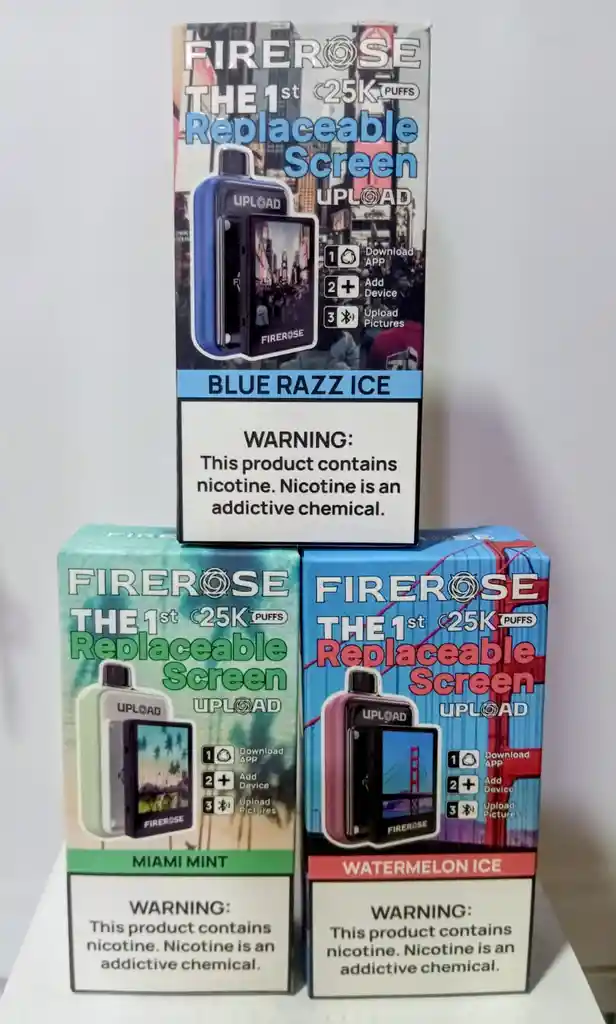 FIREROSE
THE 1st 25K PUFFS
Replaceable
Screen
UPLOAD
UPLOAD
FIREROSE
1 Download APP
2 Add Device
3 Upload Pictures
BLUE RAZZ ICE
WARNING:
This product contains
nicotine. Nicotine is an
addictive chemical.
FIREROSE
THE 1st 25K PUFFS
Replaceable
Screen
UPLOAD
UPLOAD
FIREROSE
1 Download APP
2 Add Device
3 Upload Pictures
MIAMI MINT
WARNING:
This product contains
nicotine. Nicotine is an
addictive chemical.
FIREROSE
THE 1st 25K PUFFS
Replaceable
Screen
UPLOAD
UPLOAD
FIREROSE
1 Download APP
2 Add Device
3 Upload Pictures
WATERMELON ICE
WARNING:
This product contains
nicotine. Nicotine is an
addictive chemical.